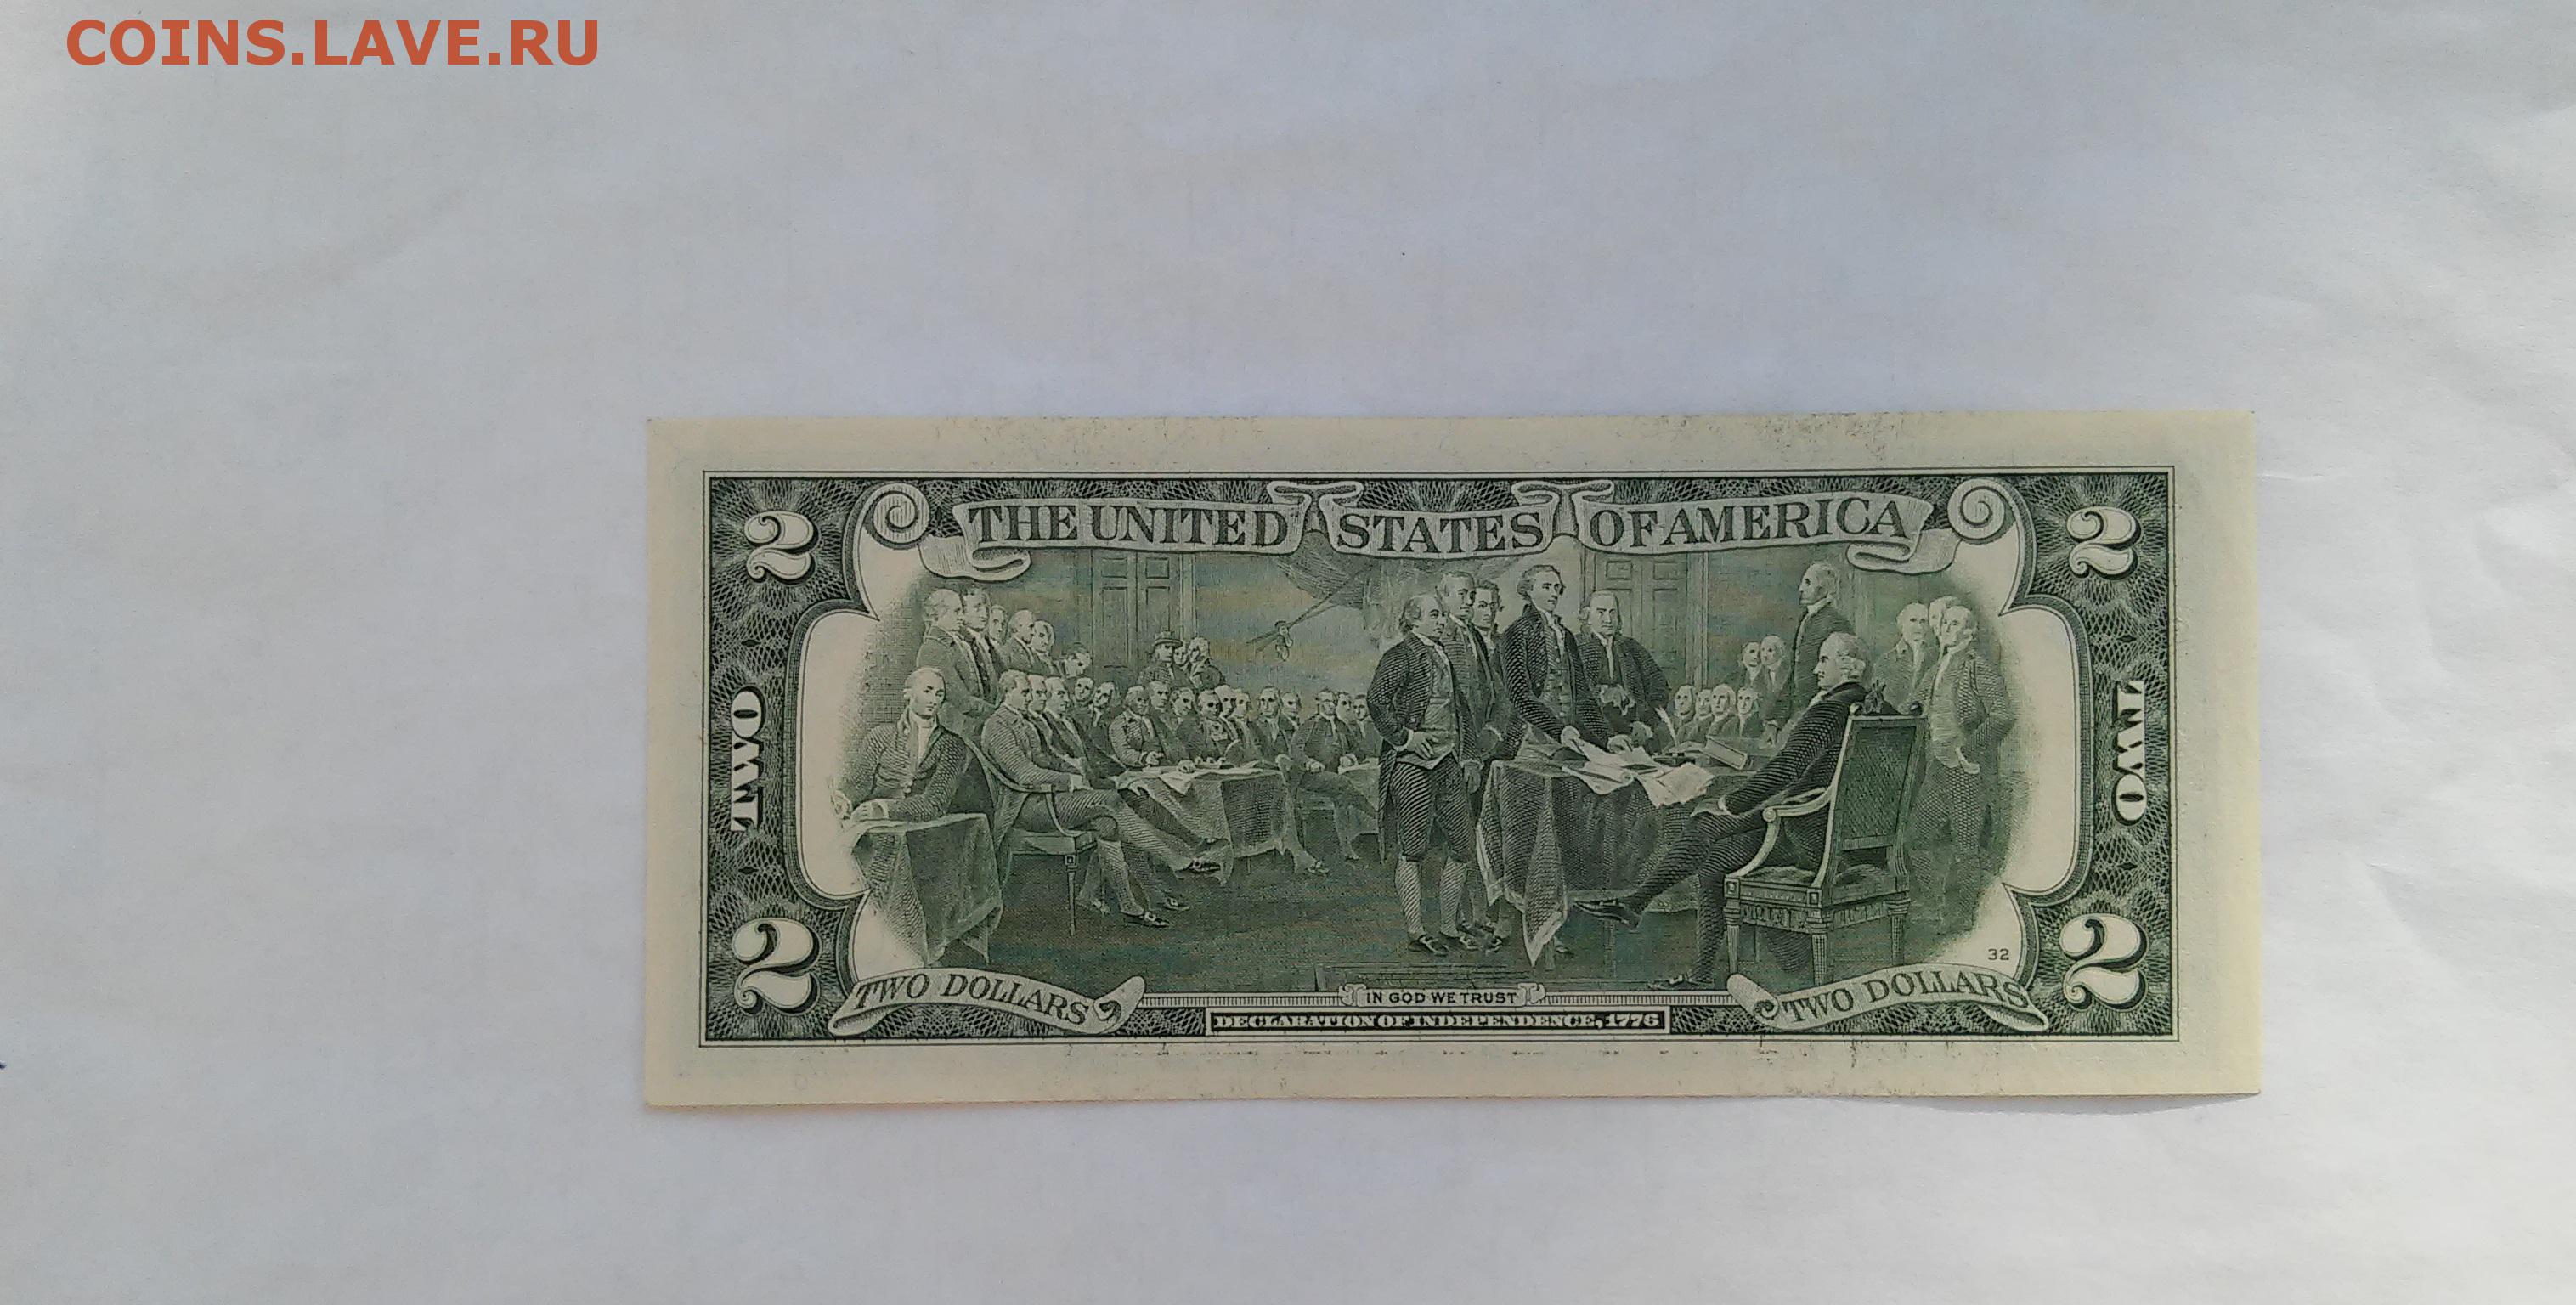 COINS.LAVE.RU
THE UNITED STATES OF AMERICA
2
2
TWO
TWO
32
2
2
TWO DOLLARS
IN GOD WE TRUST
TWO DOLLARS
DECLARATION OF INDEPENDENCE, 1776